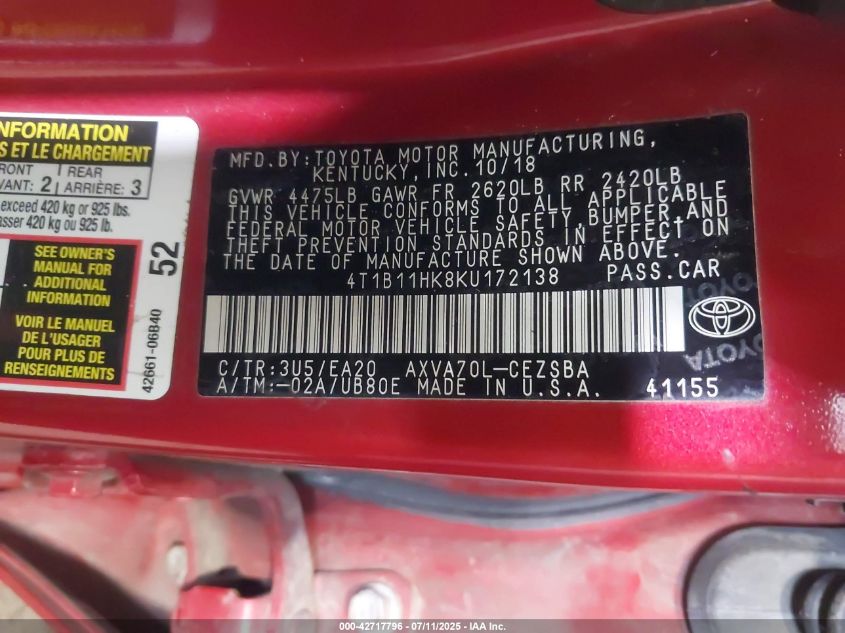 INFORMATION
S ET LE CHARGEMENT
FRONT
VANT: 2
REAR
ARRIÈRE: 3
exceed 420 kg or 925 lbs.
asser 420 kg ou 925 lb.
SEE OWNER'S
MANUAL FOR
ADDITIONAL
INFORMATION
VOIR LE MANUEL
DE L'USAGER
POUR PLUS DE
RENSEIGNEMENTS
52
42661-06B40
MFD.BY:TOYOTA MOTOR MANUFACTURING,
KENTUCKY, INC.10/18
GVWR 4475LB GAWR FR 2620LB RR 2420LB
THIS VEHICLE CONFORMS TO ALL APPLICABLE
FEDERAL MOTOR VEHICLE SAFETY,BUMPER,AND
THEFT PREVENTION STANDARDS IN EFFECT ON
THE DATE OF MANUFACTURE SHOWN ABOVE.
4T1B11HK8KU172138 PASS.CAR
TOYOTA
C/TR:3U5/EA20 AXVA70L-CEZSBA
A/TM:-02A/UB80E MADE IN U.S.A. 41155
000-42717796 - 07/11/2025 - IAA Inc.